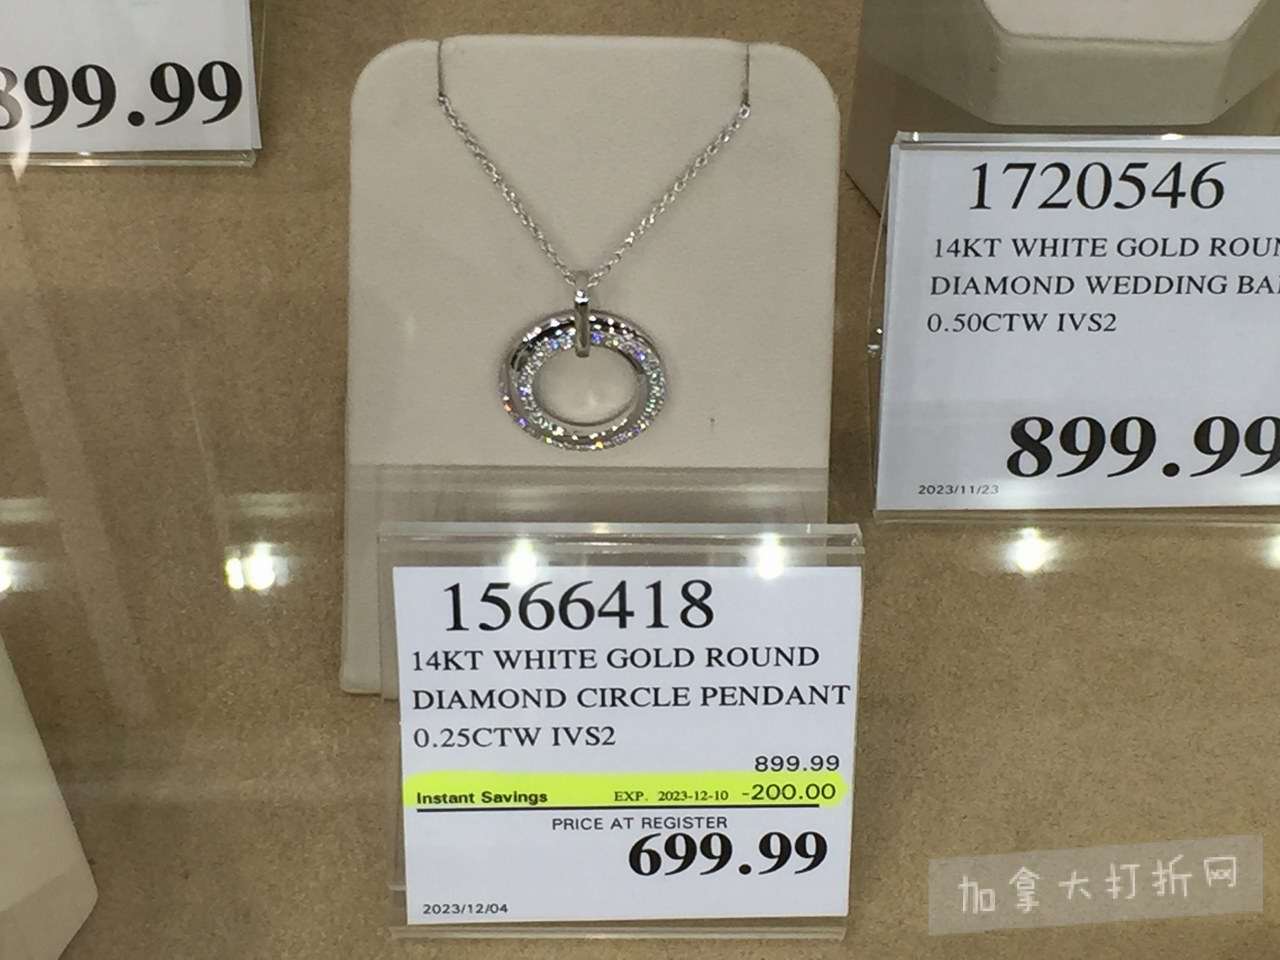 899.99
1720546
14KT WHITE GOLD ROUN
DIAMOND WEDDING BA
0.50CTW IVS2
899.99
2023/11/23
1566418
14KT WHITE GOLD ROUND
DIAMOND CIRCLE PENDANT
0.25CTW IVS2
899.99
Instant Savings EXP. 2023-12-10 -200.00
PRICE AT REGISTER
699.99
2023/12/04
加拿大打折网